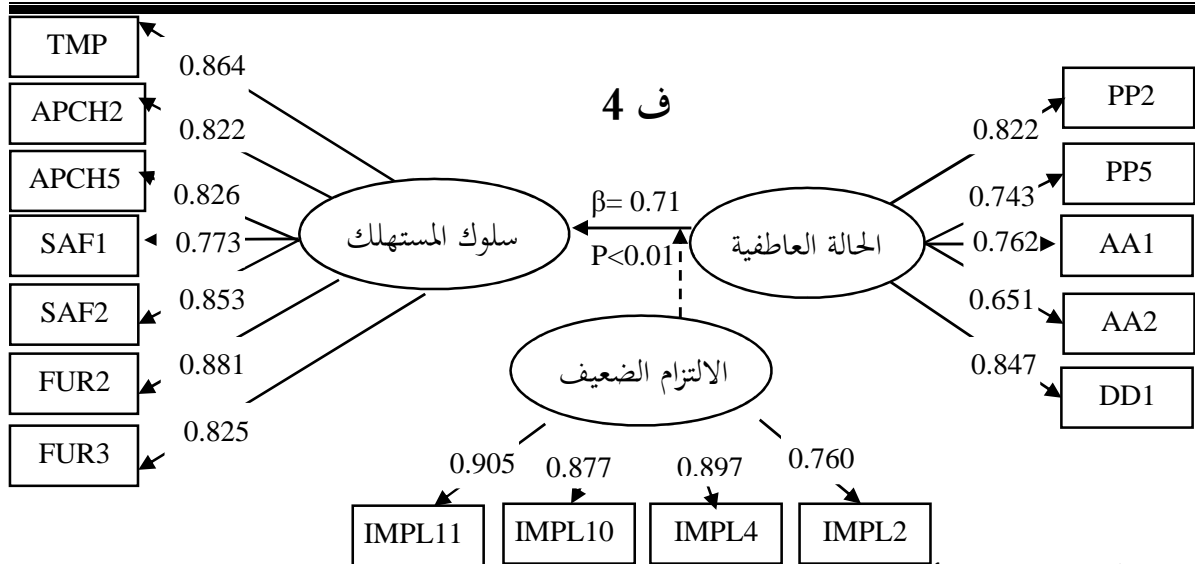 ف 4
TMP
APCH2
APCH5
SAF1
SAF2
FUR2
FUR3
0.864
0.822
0.826
0.773
0.853
0.881
0.825
سلوك المستهلك
β= 0.71
P<0.01
الحالة العاطفية
الالتزام الضعيف
0.822
0.743
0.762
0.651
0.847
PP2
PP5
AA1
AA2
DD1
0.905
0.877
0.897
0.760
IMPL11
IMPL10
IMPL4
IMPL2